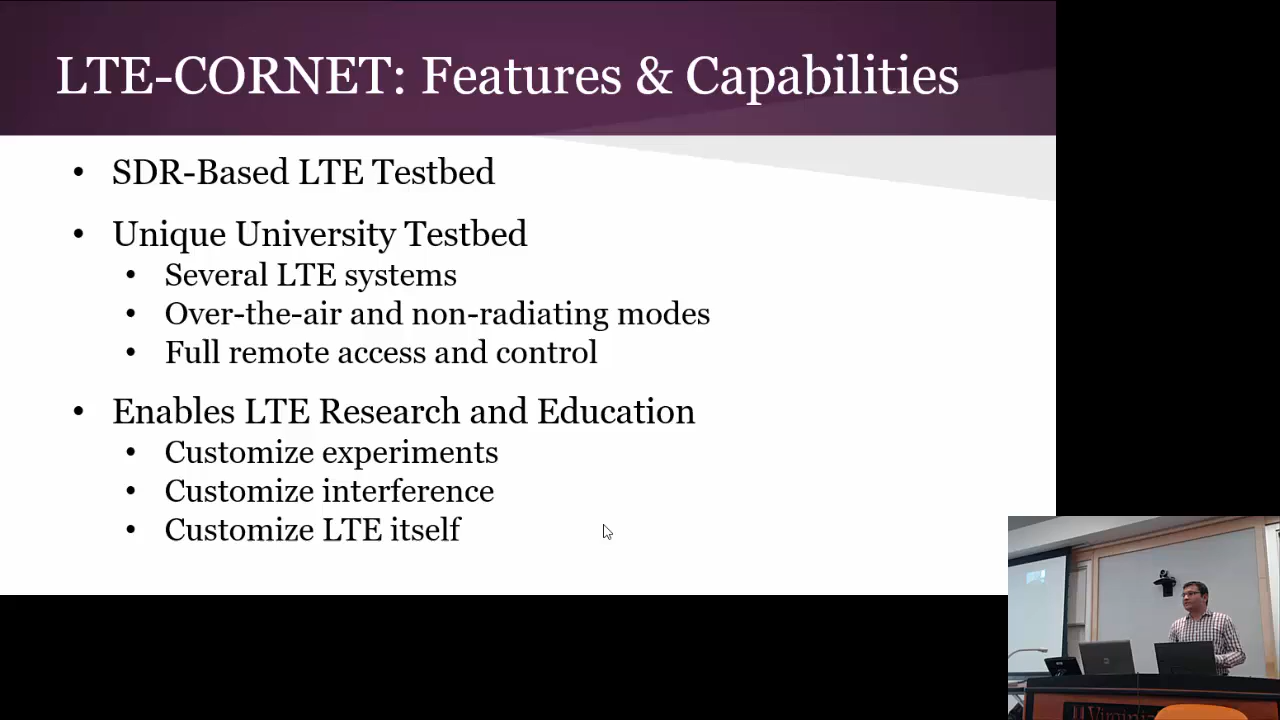 LTE-CORNET: Features & Capabilities
• SDR-Based LTE Testbed
• Unique University Testbed
• Several LTE systems
• Over-the-air and non-radiating modes
• Full remote access and control
• Enables LTE Research and Education
• Customize experiments
• Customize interference
• Customize LTE itself